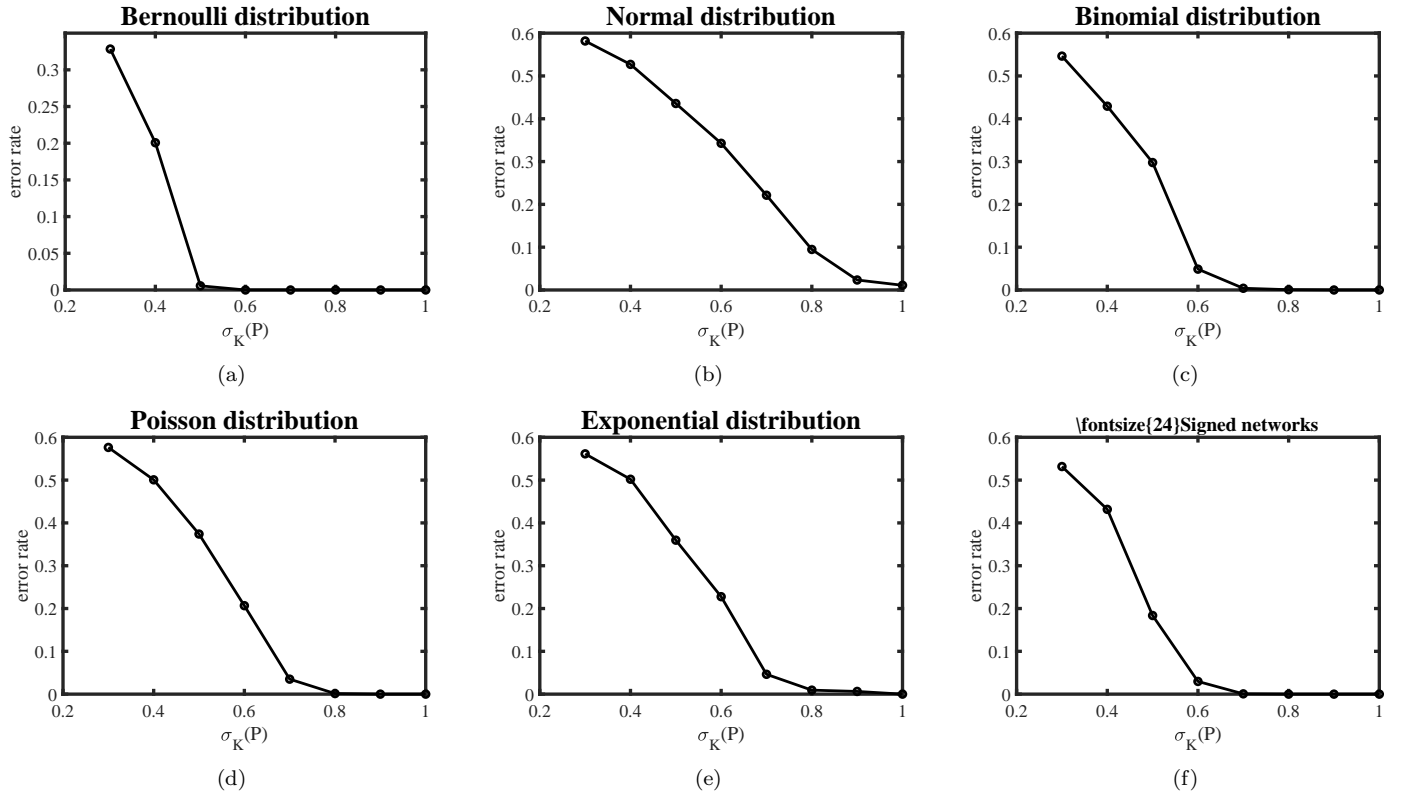 Bernoulli distribution
error rate
0.3
0.25
0.2
0.15
0.1
0.05
0
0.2 0.4 0.6 0.8 1
σ_K(P)
(a)
Normal distribution
error rate
0.6
0.5
0.4
0.3
0.2
0.1
0
0.2 0.4 0.6 0.8 1
σ_K(P)
(b)
Binomial distribution
error rate
0.6
0.5
0.4
0.3
0.2
0.1
0
0.2 0.4 0.6 0.8 1
σ_K(P)
(c)
Poisson distribution
error rate
0.6
0.5
0.4
0.3
0.2
0.1
0
0.2 0.4 0.6 0.8 1
σ_K(P)
(d)
Exponential distribution
error rate
0.6
0.5
0.4
0.3
0.2
0.1
0
0.2 0.4 0.6 0.8 1
σ_K(P)
(e)
\fontsize{24}Signed networks
error rate
0.6
0.5
0.4
0.3
0.2
0.1
0
0.2 0.4 0.6 0.8 1
σ_K(P)
(f)